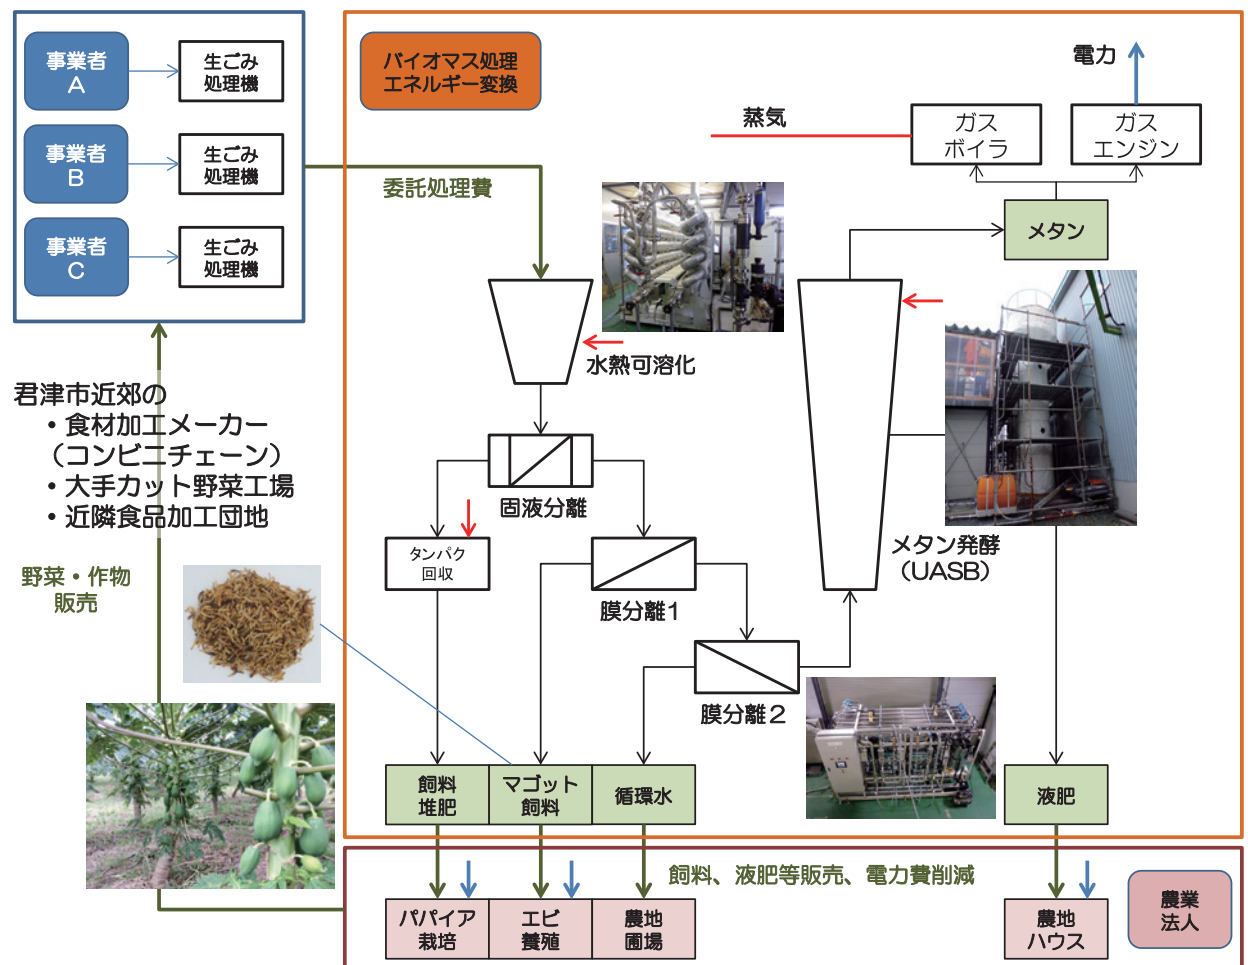 事業者
A
生ごみ
処理機
事業者
B
生ごみ
処理機
事業者
C
生ごみ
処理機
バイオマス処理
エネルギー変換
電力
蒸気
ガス
ボイラ
ガス
エンジン
委託処理費
メタン
水熱可溶化
君津市近郊の
・食材加工メーカー
（コンビニチェーン）
・大手カット野菜工場
・近隣食品加工団地
固液分離
タンパク
回収
メタン発酵
（UASB）
野菜・作物
販売
膜分離1
膜分離２
飼料
堆肥
マゴット
飼料
循環水
液肥
飼料、液肥等販売、電力費削減
パパイア
栽培
エビ
養殖
農地
圃場
農地
ハウス
農業
法人